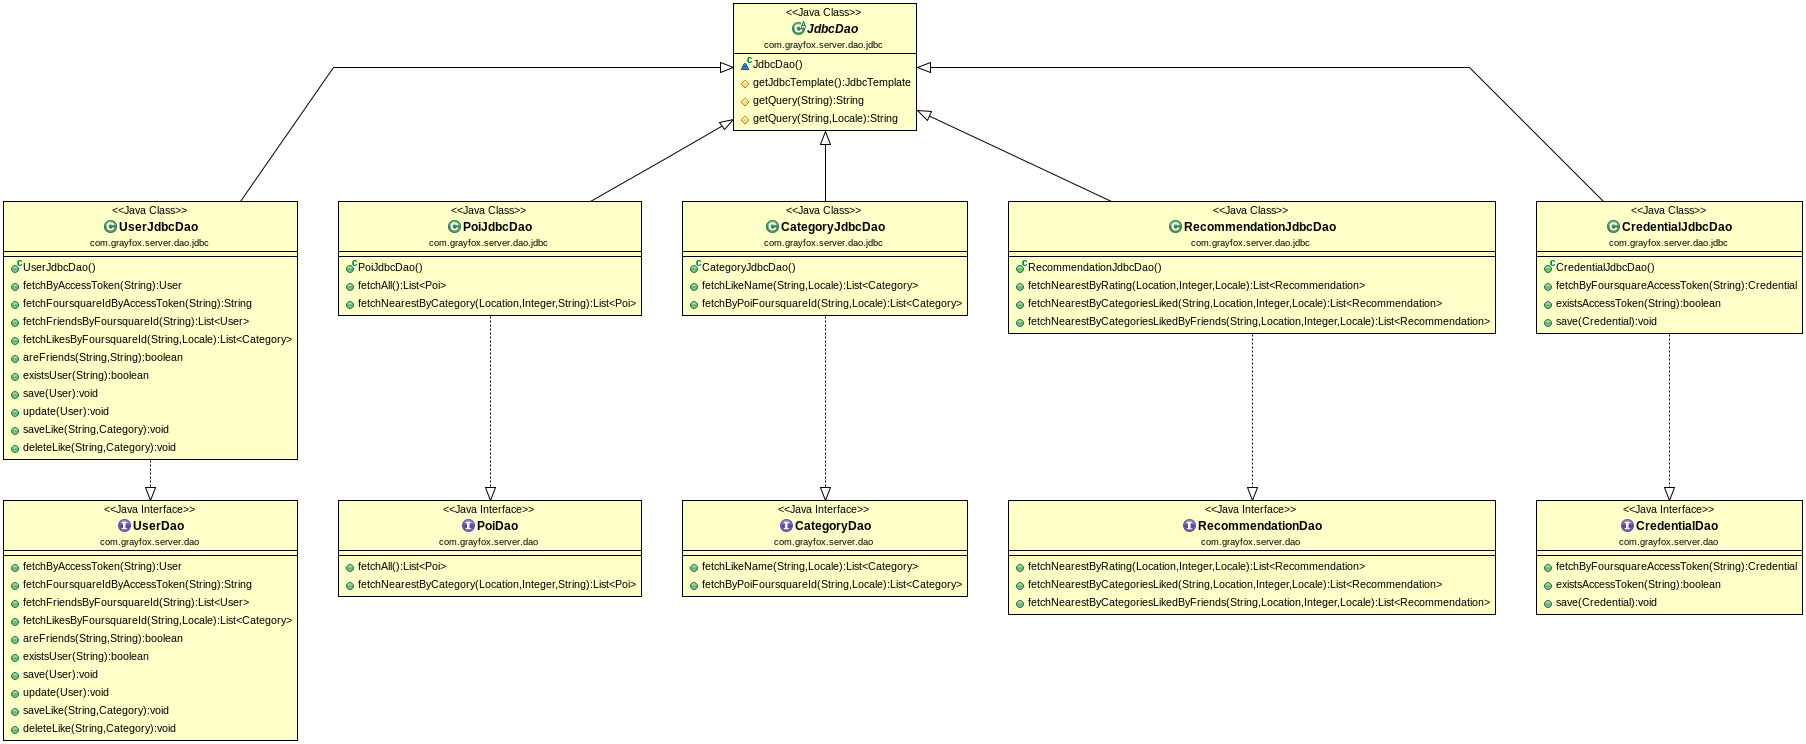 <<Java Class>>
JdbcDao
com.grayfox.server.dao.jdbc
JdbcDao()
getJdbcTemplate():JdbcTemplate
getQuery(String):String
getQuery(String,Locale):String
<<Java Class>>
UserJdbcDao
com.grayfox.server.dao.jdbc
UserJdbcDao()
fetchByAccessToken(String):User
fetchFoursquareIdByAccessToken(String):String
fetchFriendsByFoursquareId(String):List<User>
fetchLikesByFoursquareId(String,Locale):List<Category>
areFriends(String,String):boolean
existsUser(String):boolean
save(User):void
update(User):void
saveLike(String,Category):void
deleteLike(String,Category):void
<<Java Class>>
PoiJdbcDao
com.grayfox.server.dao.jdbc
PoiJdbcDao()
fetchAll():List<Poi>
fetchNearestByCategory(Location,Integer,String):List<Poi>
<<Java Class>>
CategoryJdbcDao
com.grayfox.server.dao.jdbc
CategoryJdbcDao()
fetchLikeName(String,Locale):List<Category>
fetchByPoiFoursquareId(String,Locale):List<Category>
<<Java Class>>
RecommendationJdbcDao
com.grayfox.server.dao.jdbc
RecommendationJdbcDao()
fetchNearestByRating(Location,Integer,Locale):List<Recommendation>
fetchNearestByCategoriesLiked(String,Location,Integer,Locale):List<Recommendation>
fetchNearestByCategoriesLikedByFriends(String,Location,Integer,Locale):List<Recommendation>
<<Java Class>>
CredentialJdbcDao
com.grayfox.server.dao.jdbc
CredentialJdbcDao()
fetchByFoursquareAccessToken(String):Credential
existsAccessToken(String):boolean
save(Credential):void
<<Java Interface>>
UserDao
com.grayfox.server.dao
fetchByAccessToken(String):User
fetchFoursquareIdByAccessToken(String):String
fetchFriendsByFoursquareId(String):List<User>
fetchLikesByFoursquareId(String,Locale):List<Category>
areFriends(String,String):boolean
existsUser(String):boolean
save(User):void
update(User):void
saveLike(String,Category):void
deleteLike(String,Category):void
<<Java Interface>>
PoiDao
com.grayfox.server.dao
fetchAll():List<Poi>
fetchNearestByCategory(Location,Integer,String):List<Poi>
<<Java Interface>>
CategoryDao
com.grayfox.server.dao
fetchLikeName(String,Locale):List<Category>
fetchByPoiFoursquareId(String,Locale):List<Category>
<<Java Interface>>
RecommendationDao
com.grayfox.server.dao
fetchNearestByRating(Location,Integer,Locale):List<Recommendation>
fetchNearestByCategoriesLiked(String,Location,Integer,Locale):List<Recommendation>
fetchNearestByCategoriesLikedByFriends(String,Location,Integer,Locale):List<Recommendation>
<<Java Interface>>
CredentialDao
com.grayfox.server.dao
fetchByFoursquareAccessToken(String):Credential
existsAccessToken(String):boolean
save(Credential):void